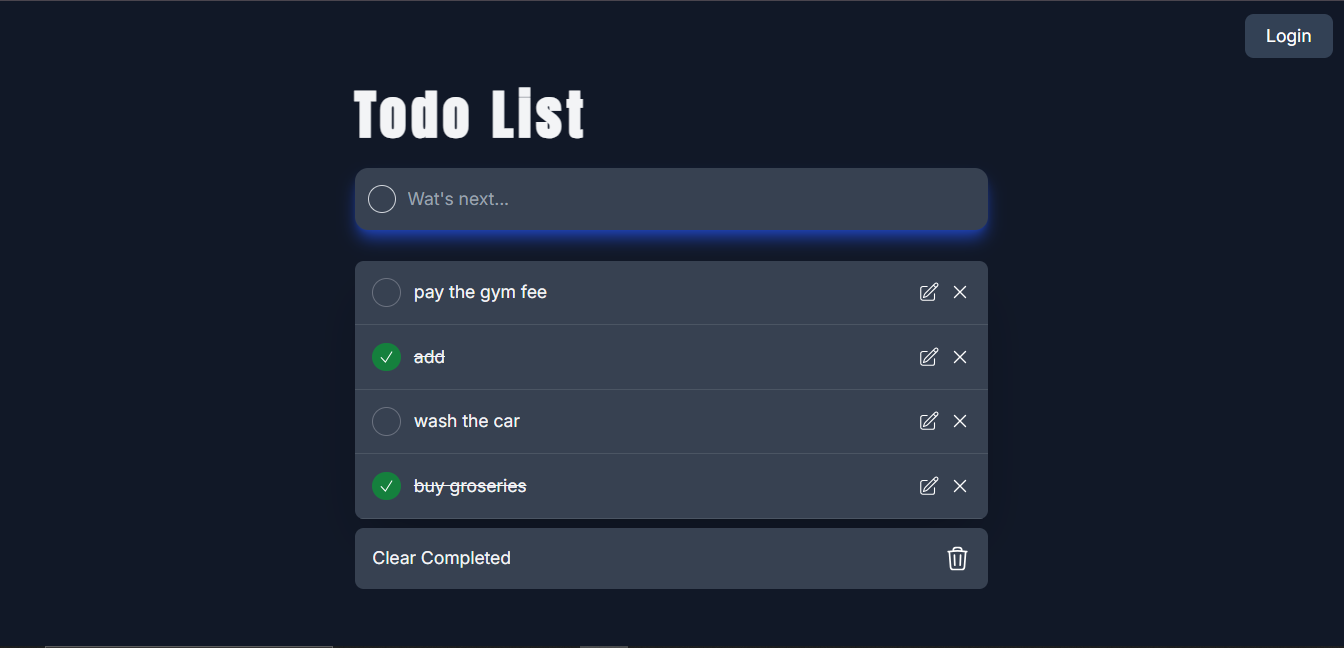 Login
Todo List
Wat's next...
pay the gym fee
add
wash the car
buy groseries
Clear Completed